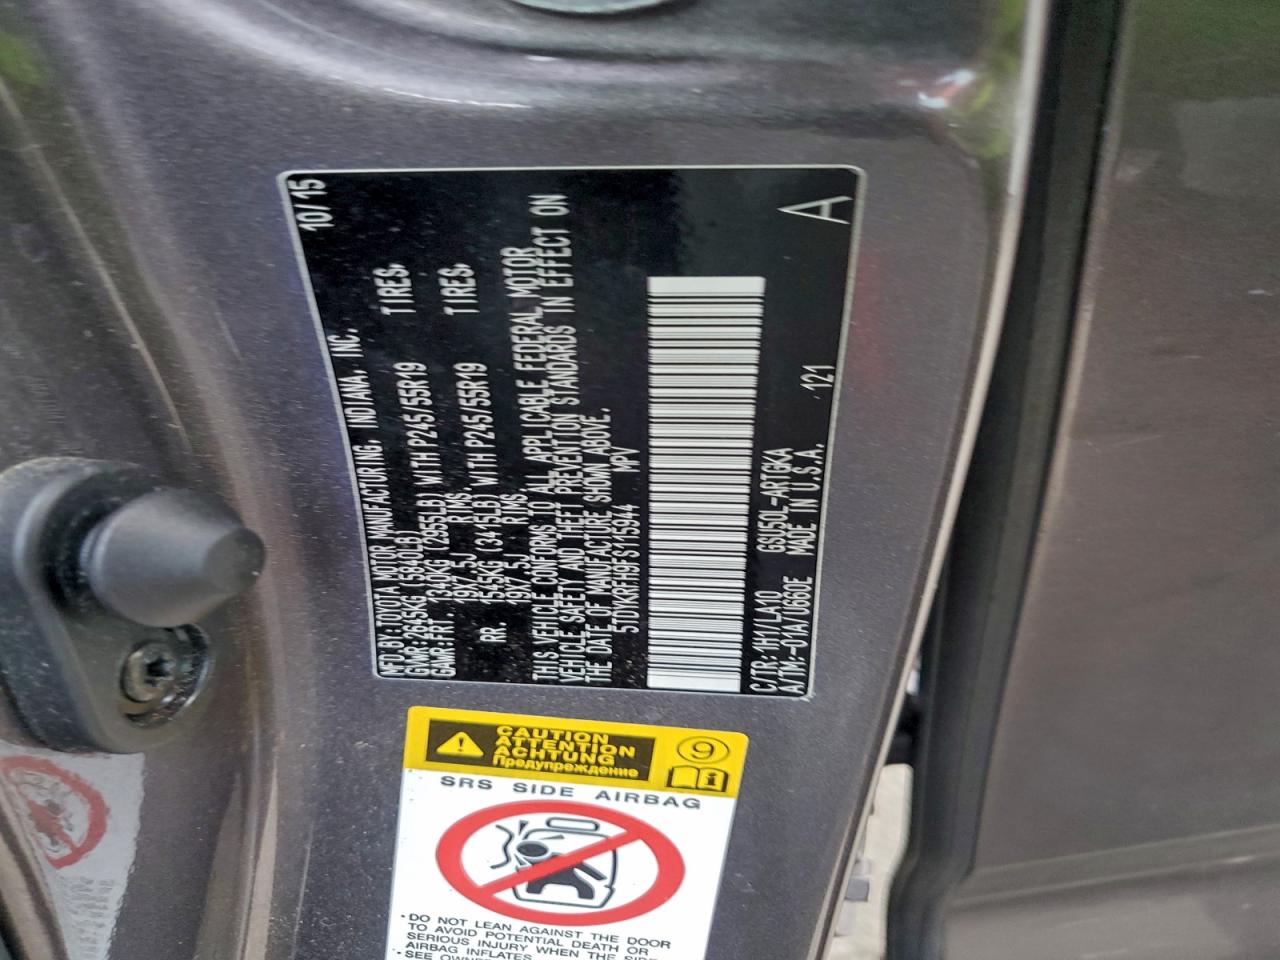 10/15
MFD.BY:TOYOTA MOTOR MANUFACTURING, INDIANA, INC.
GVWR:2645KG (5840LB)
GAWR:FRT. 1340KG (2955LB) WITH P245/55R19 TIRES,
19X7.5J RIMS,
RR. 1552KG (3415LB) WITH P245/55R19 TIRES,
19X7.5J RIMS.
THIS VEHICLE CONFORMS TO ALL APPLICABLE FEDERAL MOTOR
VEHICLE SAFETY AND THEFT PREVENTION STANDARDS IN EFFECT ON
THE DATE OF MANUFACTURE SHOWN ABOVE.
5TDYKRFH9FS115944 MPV
C/TR:1H1/LA10 GSU50L-ARTGKA
A/TM:-01A/U660E MADE IN U.S.A. 121
A
CAUTION
ATTENTION
ACHTUNG
Предупреждение
9
i
SRS SIDE AIRBAG
•DO NOT LEAN AGAINST THE DOOR
TO AVOID POTENTIAL DEATH OR
SERIOUS INJURY WHEN THE SIDE
AIRBAG INFLATES.
•SEE